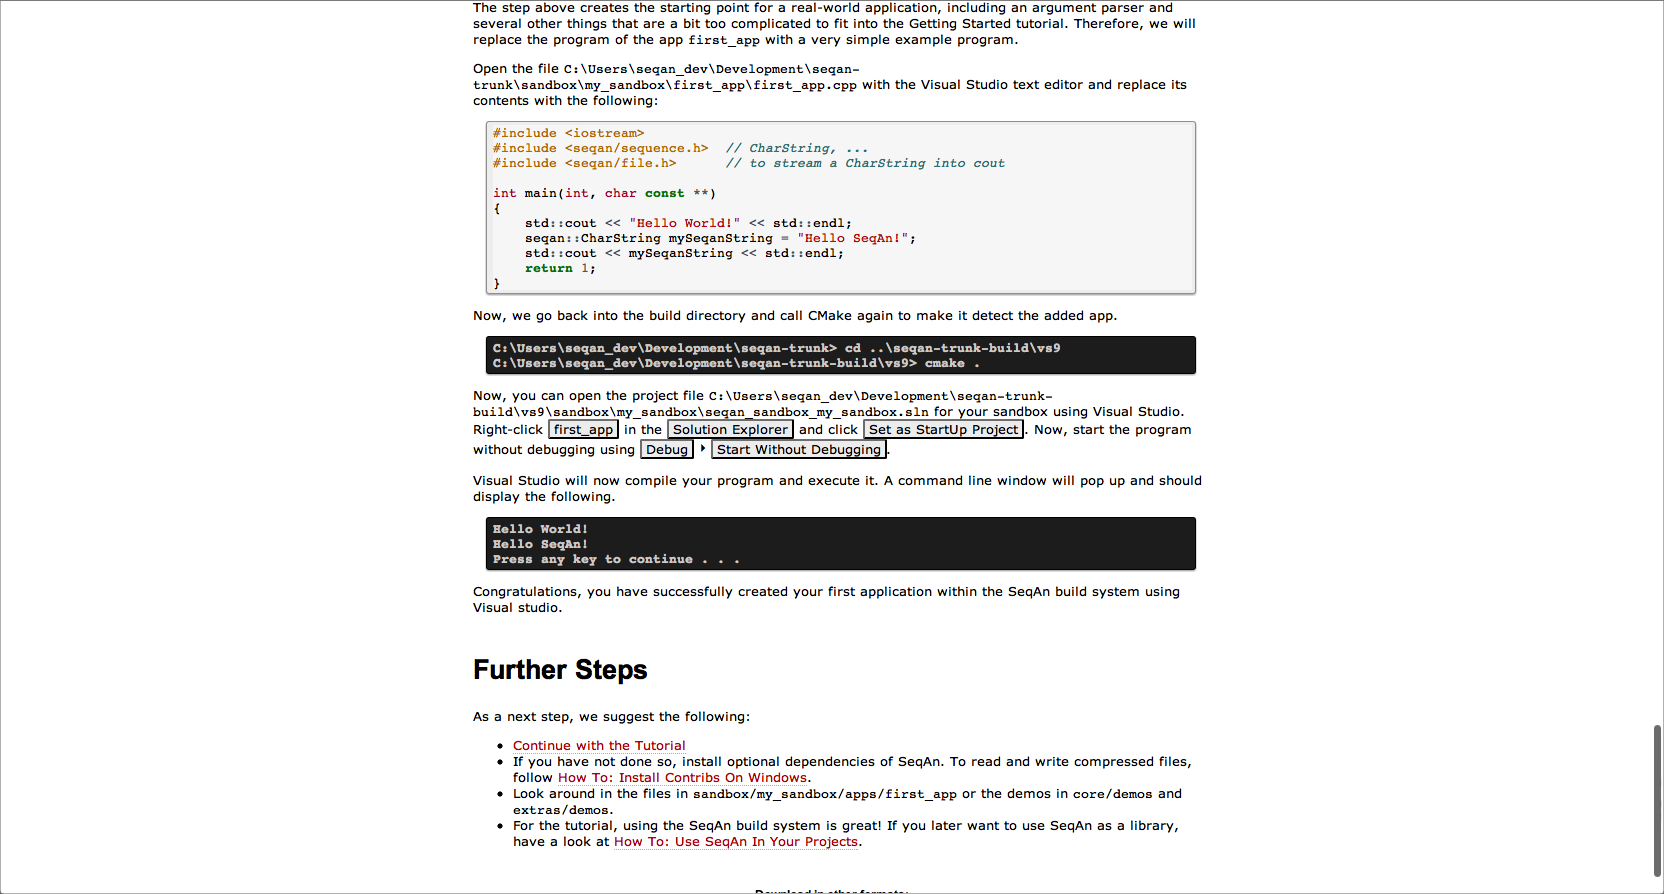 The step above creates the starting point for a real-world application, including an argument parser and
several other things that are a bit too complicated to fit into the Getting Started tutorial. Therefore, we will
replace the program of the app first_app with a very simple example program.
Open the file C:\Users\seqan_dev\Development\seqan-
trunk\sandbox\my_sandbox\first_app\first_app.cpp with the Visual Studio text editor and replace its
contents with the following:
#include <iostream>
#include <seqan/sequence.h>  // CharString, ...
#include <seqan/file.h>      // to stream a CharString into cout
int main(int, char const **)
{
    std::cout << "Hello World!" << std::endl;
    seqan::CharString mySeqanString = "Hello SeqAn!";
    std::cout << mySeqanString << std::endl;
    return 1;
}
Now, we go back into the build directory and call CMake again to make it detect the added app.
C:\Users\seqan_dev\Development\seqan-trunk> cd ..\seqan-trunk-build\vs9
C:\Users\seqan_dev\Development\seqan-trunk-build\vs9> cmake .
Now, you can open the project file C:\Users\seqan_dev\Development\seqan-trunk-
build\vs9\sandbox\my_sandbox\seqan_sandbox_my_sandbox.sln for your sandbox using Visual Studio.
Right-click first_app in the Solution Explorer and click Set as StartUp Project. Now, start the program
without debugging using Debug ‣ Start Without Debugging.
Visual Studio will now compile your program and execute it. A command line window will pop up and should
display the following.
Hello World!
Hello SeqAn!
Press any key to continue . . .
Congratulations, you have successfully created your first application within the SeqAn build system using
Visual studio.
Further Steps
As a next step, we suggest the following:
• Continue with the Tutorial
• If you have not done so, install optional dependencies of SeqAn. To read and write compressed files,
follow How To: Install Contribs On Windows.
• Look around in the files in sandbox/my_sandbox/apps/first_app or the demos in core/demos and
extras/demos.
• For the tutorial, using the SeqAn build system is great! If you later want to use SeqAn as a library,
have a look at How To: Use SeqAn In Your Projects.
Download in other formats: